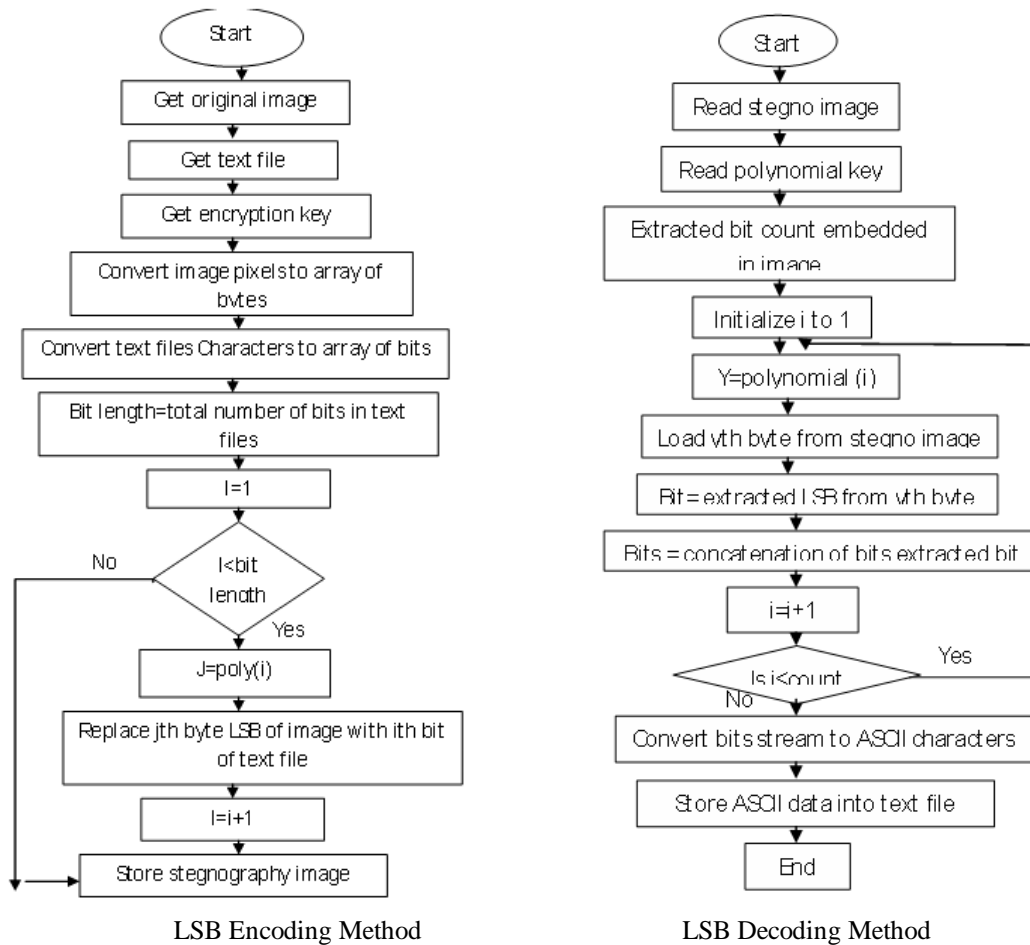 Start
Get original image
Get text file
Get encryption key
Convert image pixels to array of
bytes
Convert text files Characters to array of bits
Bit length=total number of bits in text
files
I=1
I<bit
length
No
Yes
J=poly(i)
Replace jth byte LSB of image with ith bit
of text file
I=i+1
Store stegnography image
LSB Encoding Method
Start
Read stegno image
Read polynomial key
Extracted bit count embedded
in image
Initialize i to 1
Y=polynomial (i)
Load yth byte from stegno image
Bit= extracted LSB from yth byte
Bits = concatenation of bits extracted bit
i=i+1
Is i<count
Yes
No
Convert bits stream to ASCII characters
Store ASCII data into text file
End
LSB Decoding Method